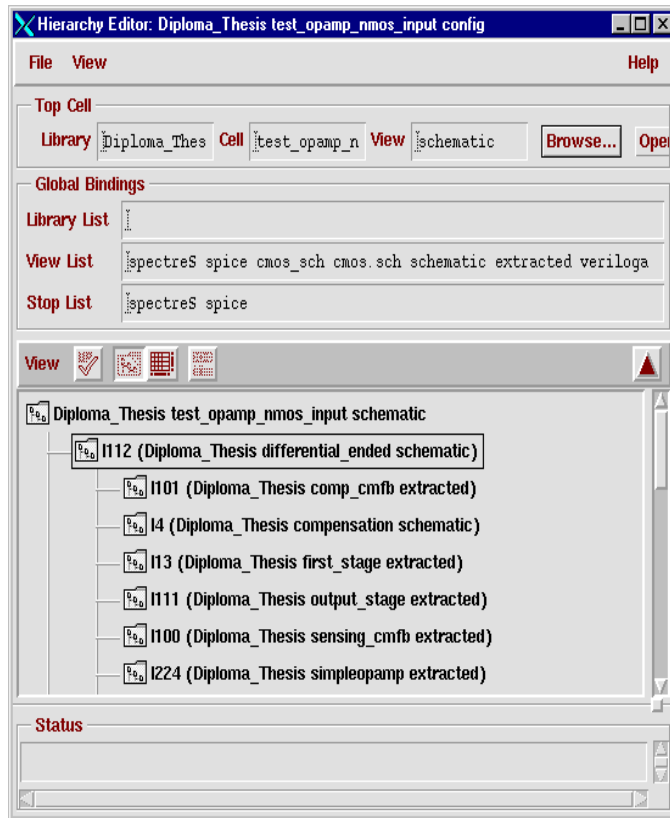 Hierarchy Editor: Diploma_Thesis test_opamp_nmos_input config
File View Help
Top Cell
Library Diploma_Thes Cell test_opamp_n View schematic Browse... Oper
Global Bindings
Library List
View List spectreS spice cmos_sch cmos.sch schematic extracted veriloga
Stop List spectreS spice
View
Diploma_Thesis test_opamp_nmos_input schematic
I112 (Diploma_Thesis differential_ended schematic)
I101 (Diploma_Thesis comp_cmfb extracted)
I4 (Diploma_Thesis compensation schematic)
I13 (Diploma_Thesis first_stage extracted)
I111 (Diploma_Thesis output_stage extracted)
I100 (Diploma_Thesis sensing_cmfb extracted)
I224 (Diploma_Thesis simpleopamp extracted)
Status